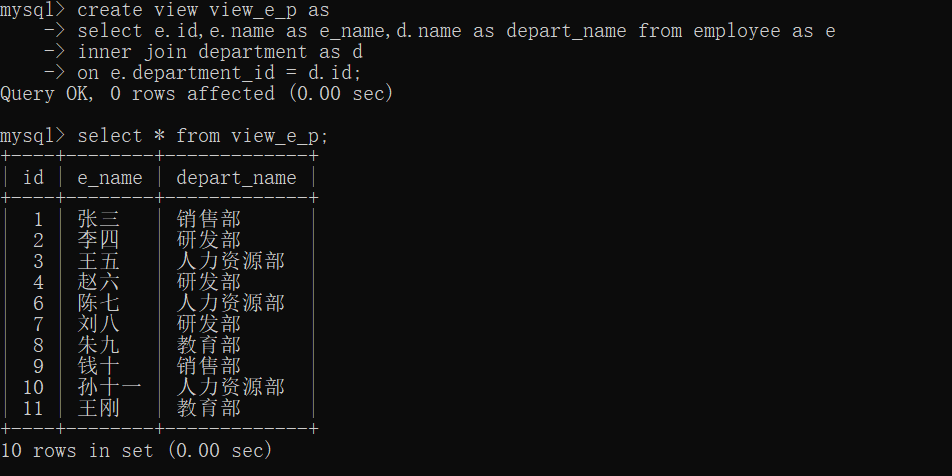 mysql> create view view_e_p as
    -> select e.id,e.name as e_name,d.name as depart_name from employee as e
    -> inner join department as d
    -> on e.department_id = d.id;
Query OK, 0 rows affected (0.00 sec)

mysql> select * from view_e_p;
+----+--------+-------------+
| id | e_name | depart_name |
+----+--------+-------------+
|  1 | 张三 | 销售部 |
|  2 | 李四 | 研发部 |
|  3 | 王五 | 人力资源部 |
|  4 | 赵六 | 研发部 |
|  6 | 陈七 | 人力资源部 |
|  7 | 刘八 | 研发部 |
|  8 | 朱九 | 教育部 |
|  9 | 钱十 | 销售部 |
| 10 | 孙十一 | 人力资源部 |
| 11 | 王刚 | 教育部 |
+----+--------+-------------+
10 rows in set (0.00 sec)